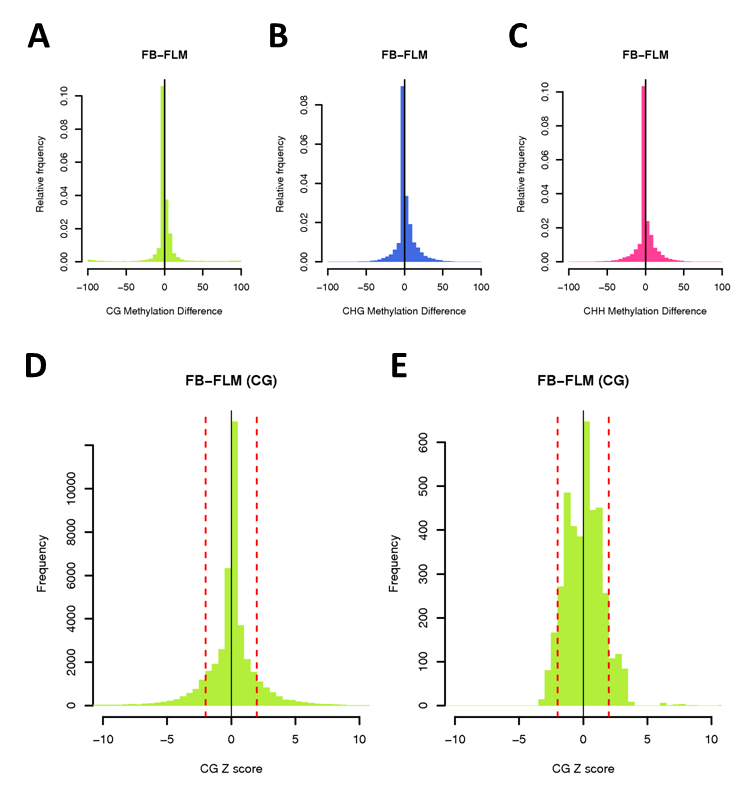 A
FB−FLM
Relative frquency
0.00 0.02 0.04 0.06 0.08 0.10
−100 −50 0 50 100
CG Methylation Difference
B
FB−FLM
Relative frquency
0.00 0.02 0.04 0.06 0.08
−100 −50 0 50 100
CHG Methylation Difference
C
FB−FLM
Relative frquency
0.00 0.02 0.04 0.06 0.08 0.10
−100 −50 0 50 100
CHH Methylation Difference
D
FB−FLM (CG)
Frequency
0 2000 4000 6000 8000 10000
−10 −5 0 5 10
CG Z score
E
FB−FLM (CG)
Frequency
0 100 200 300 400 500 600
−10 −5 0 5 10
CG Z score